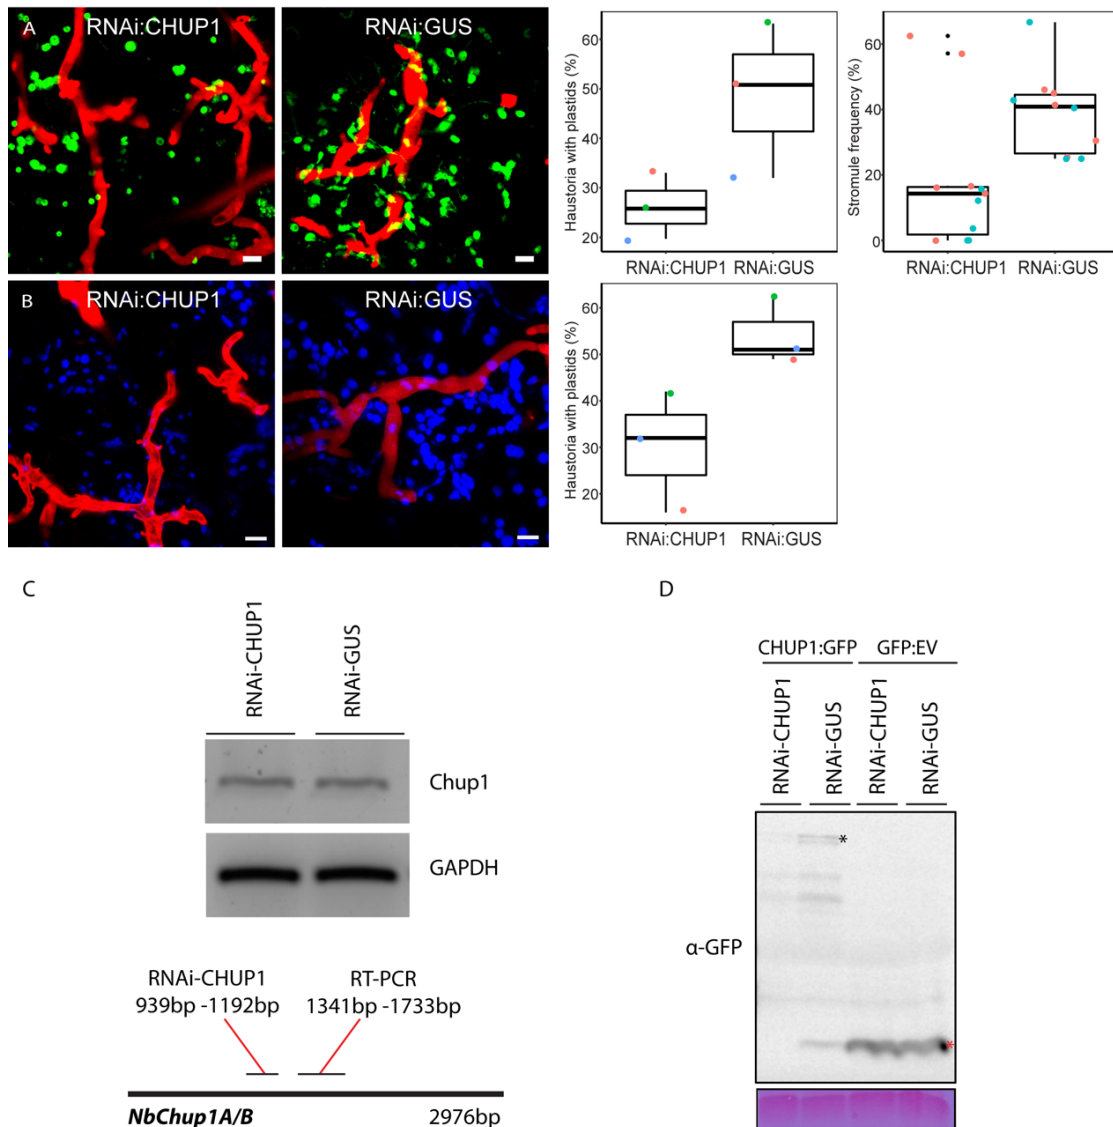 A
RNAi:CHUP1
RNAi:GUS
Haustoria with plastids (%)
60
50
40
30
20
RNAi:CHUP1
RNAi:GUS
Stromule frequency (%)
60
40
20
0
RNAi:CHUP1
RNAi:GUS
B
RNAi:CHUP1
RNAi:GUS
Haustoria with plastids (%)
60
50
40
30
20
RNAi:CHUP1
RNAi:GUS
C
RNAi-CHUP1
RNAi-GUS
Chup1
GAPDH
RNAi-CHUP1
939bp -1192bp
RT-PCR
1341bp -1733bp
NbChup1A/B
2976bp
D
CHUP1:GFP
GFP:EV
RNAi-CHUP1
RNAi-GUS
RNAi-CHUP1
RNAi-GUS
*
α-GFP
*